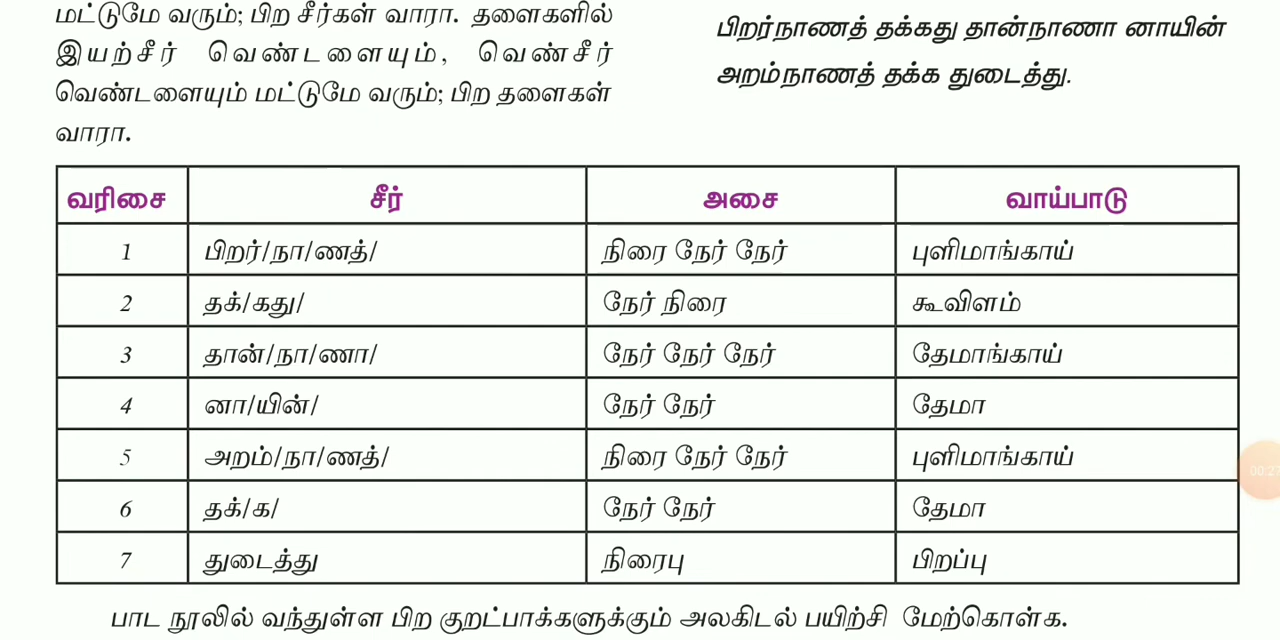 மட்டுமே வரும்; பிற சீர்கள் வாரா. தளைகளில்
இயற்சீர் வெண்டளையும், வெண்சீர்
வெண்டளையும் மட்டுமே வரும்; பிற தளைகள்
வாரா.
பிறர்நாணத் தக்கது தான்நாணா னாயின்
அறம்நாணத் தக்க துடைத்து.
வரிசை சீர் அசை வாய்பாடு
1 பிறர்/நா/ணத்/ நிரை நேர் நேர் புளிமாங்காய்
2 தக்/கது/ நேர் நிரை கூவிளம்
3 தான்/நா/ணா/ நேர் நேர் நேர் தேமாங்காய்
4 னா/யின்/ நேர் நேர் தேமா
5 அறம்/நா/ணத்/ நிரை நேர் நேர் புளிமாங்காய்
6 தக்/க/ நேர் நேர் தேமா
7 துடைத்து நிரைபு பிறப்பு
பாட நூலில் வந்துள்ள பிற குறட்பாக்களுக்கும் அலகிடல் பயிற்சி மேற்கொள்க.
00:27